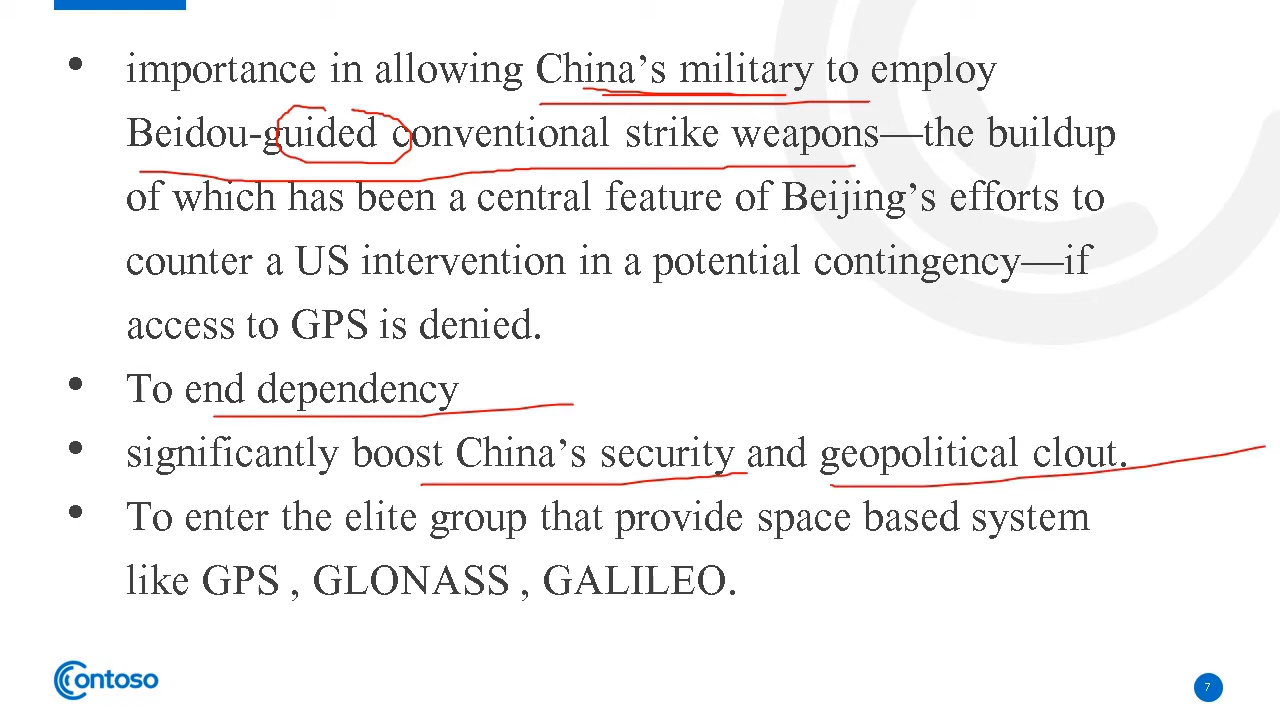 • importance in allowing China’s military to employ
Beidou-guided conventional strike weapons—the buildup
of which has been a central feature of Beijing’s efforts to
counter a US intervention in a potential contingency—if
access to GPS is denied.
• To end dependency
• significantly boost China’s security and geopolitical clout.
• To enter the elite group that provide space based system
like GPS , GLONASS , GALILEO.
Contoso
7